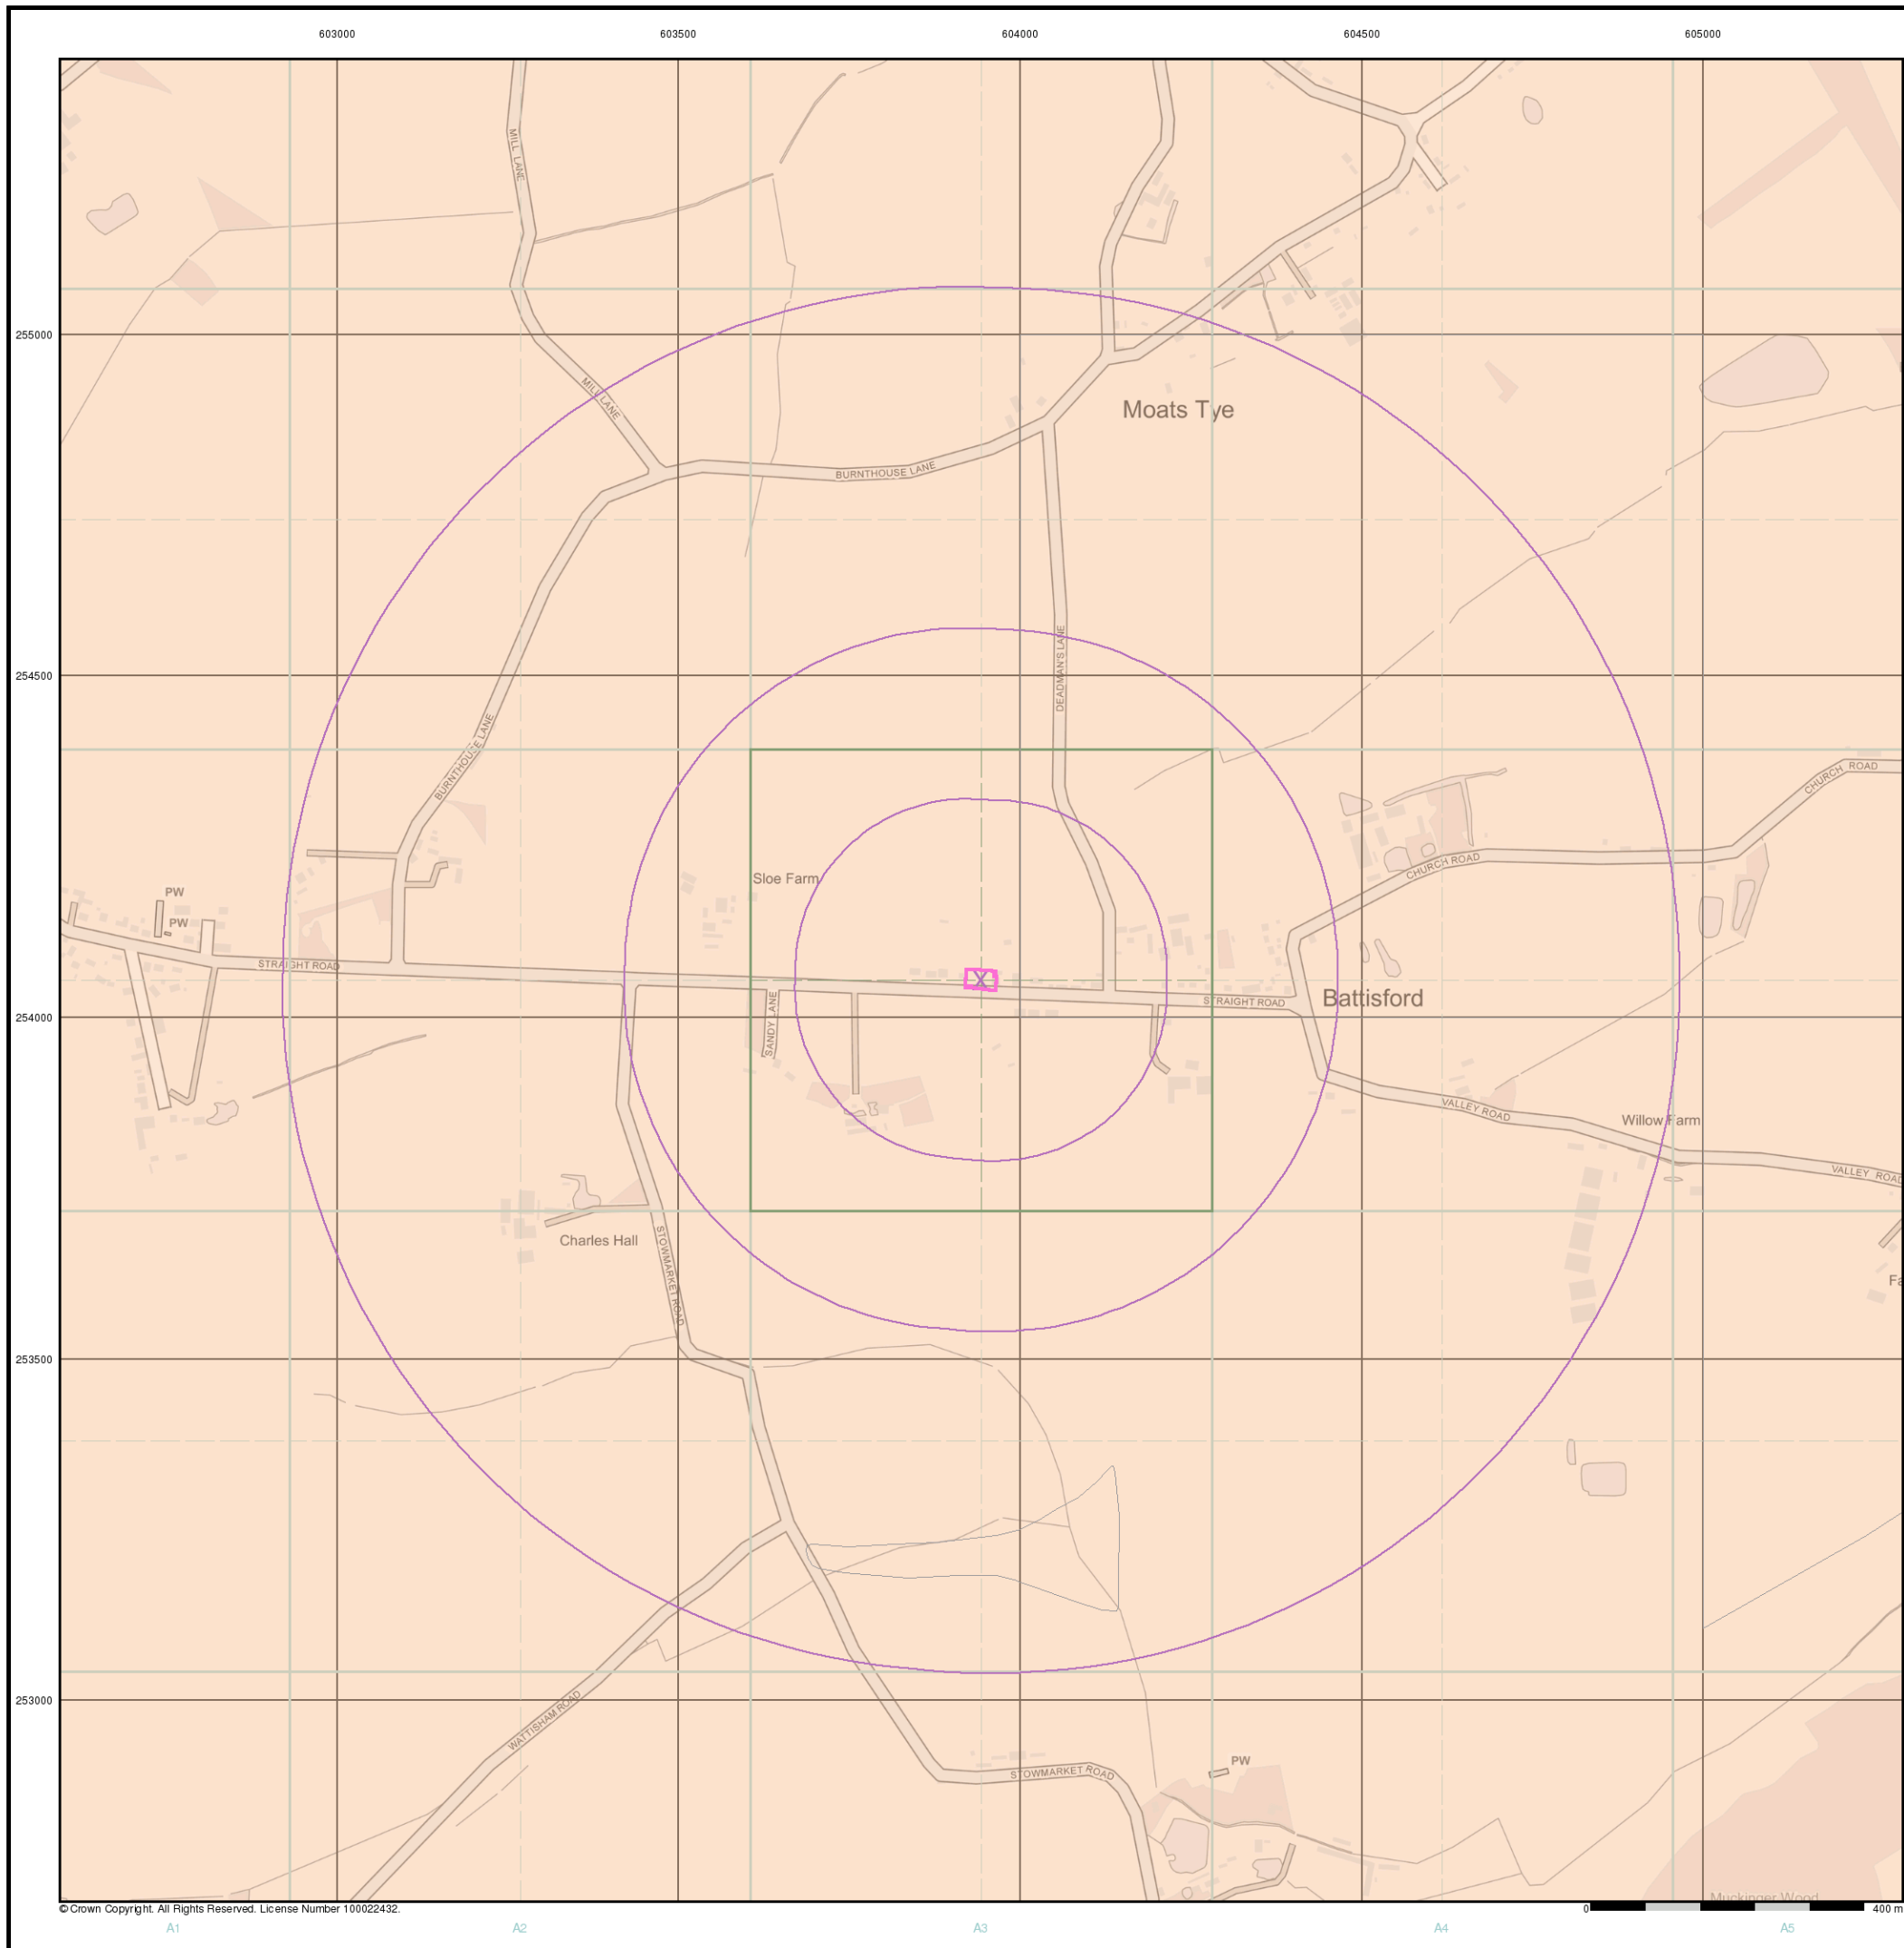 603000 603500 604000 604500 605000
MILL LANE
255000
MILL LANE
Moats Tye
BURNTHOUSE LANE
254500
DEADMAN'S LANE
BURNTHOUSE LANE
CHURCH ROAD
CHURCH ROAD
Sloe Farm
PW
PW
STRAIGHT ROAD
STRAIGHT ROAD
Battisford
254000
SANDY LANE
VALLEY ROAD
Willow Farm
VALLEY ROAD
Charles Hall
STOWMARKET ROAD
Fa
253500
253000
WATTISHAM ROAD
STOWMARKET ROAD
PW
Muckinger Wood
© Crown Copyright. All Rights Reserved. License Number 100022432.
0 400 m
A1 A2 A3 A4 A5